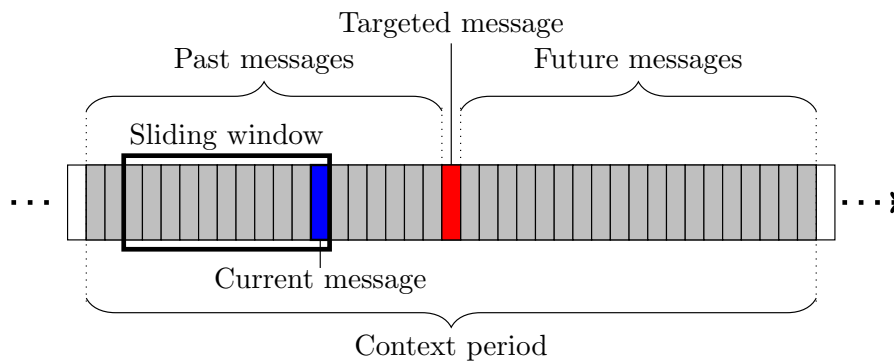 Targeted message
Past messages
Future messages
Sliding window
... ...
Current message
Context period